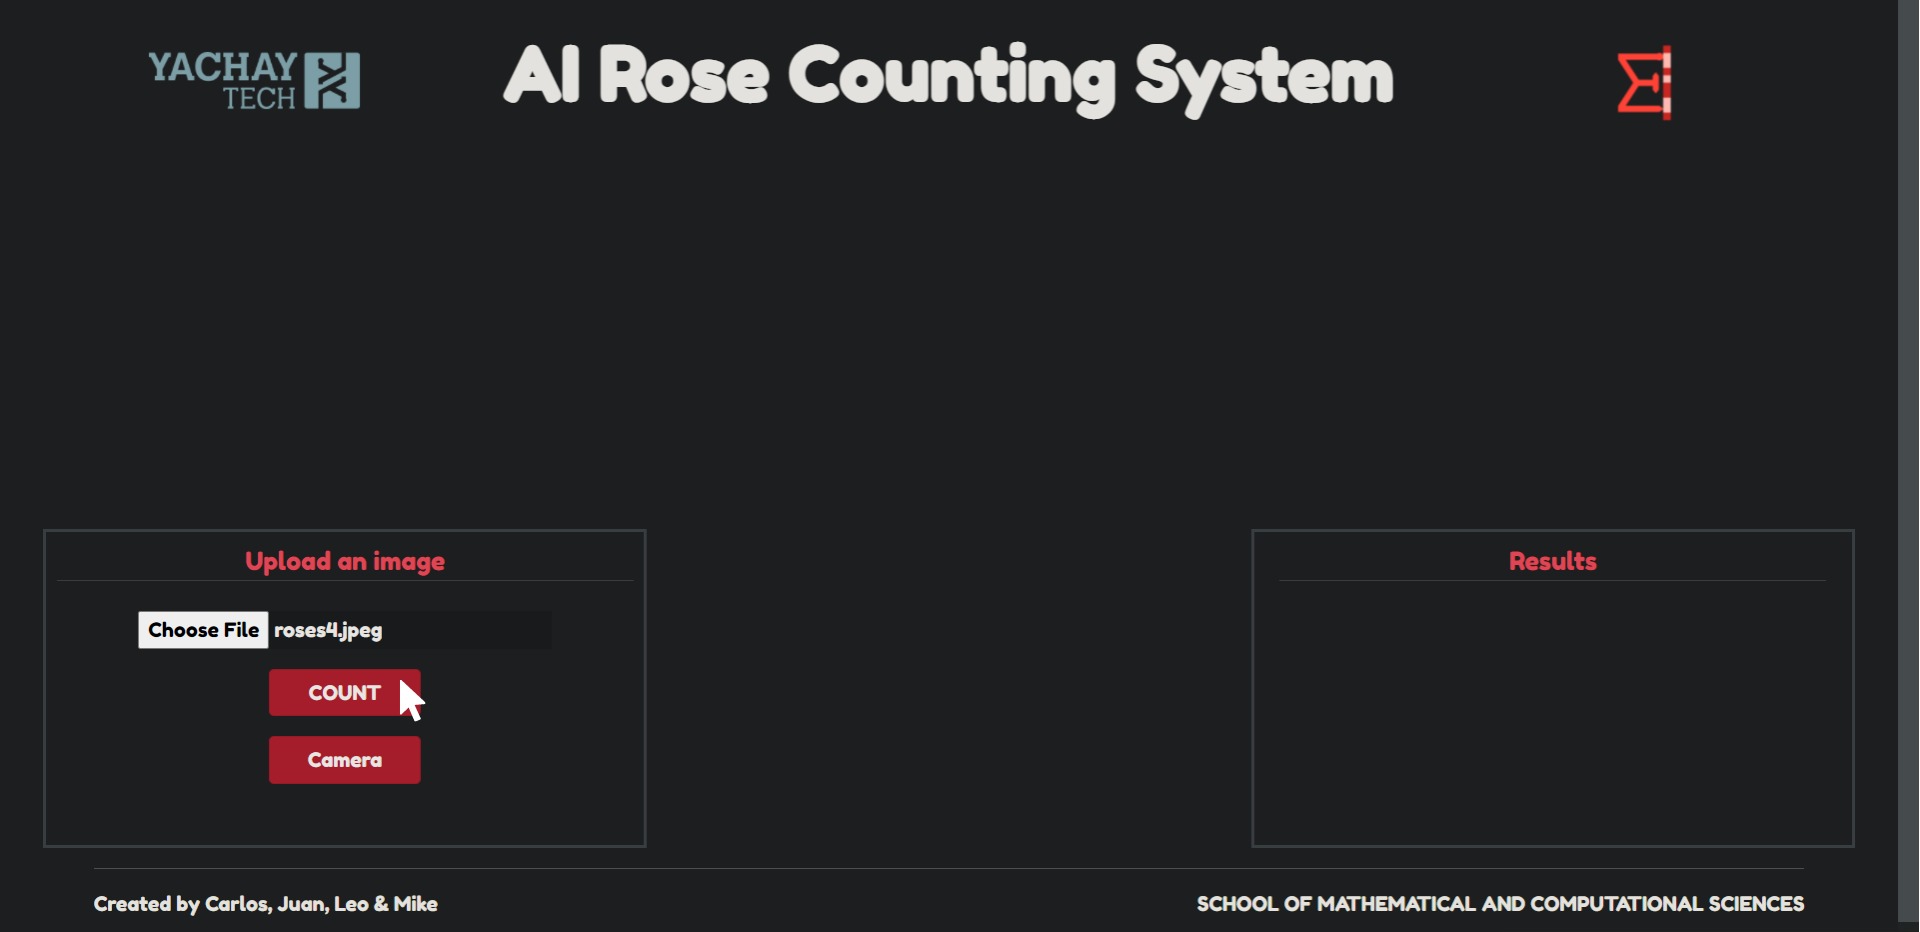 YACHAY
TECH
AI Rose Counting System
Upload an image
Choose File roses4.jpeg
COUNT
Camera
Results
Created by Carlos, Juan, Leo & Mike
SCHOOL OF MATHEMATICAL AND COMPUTATIONAL SCIENCES